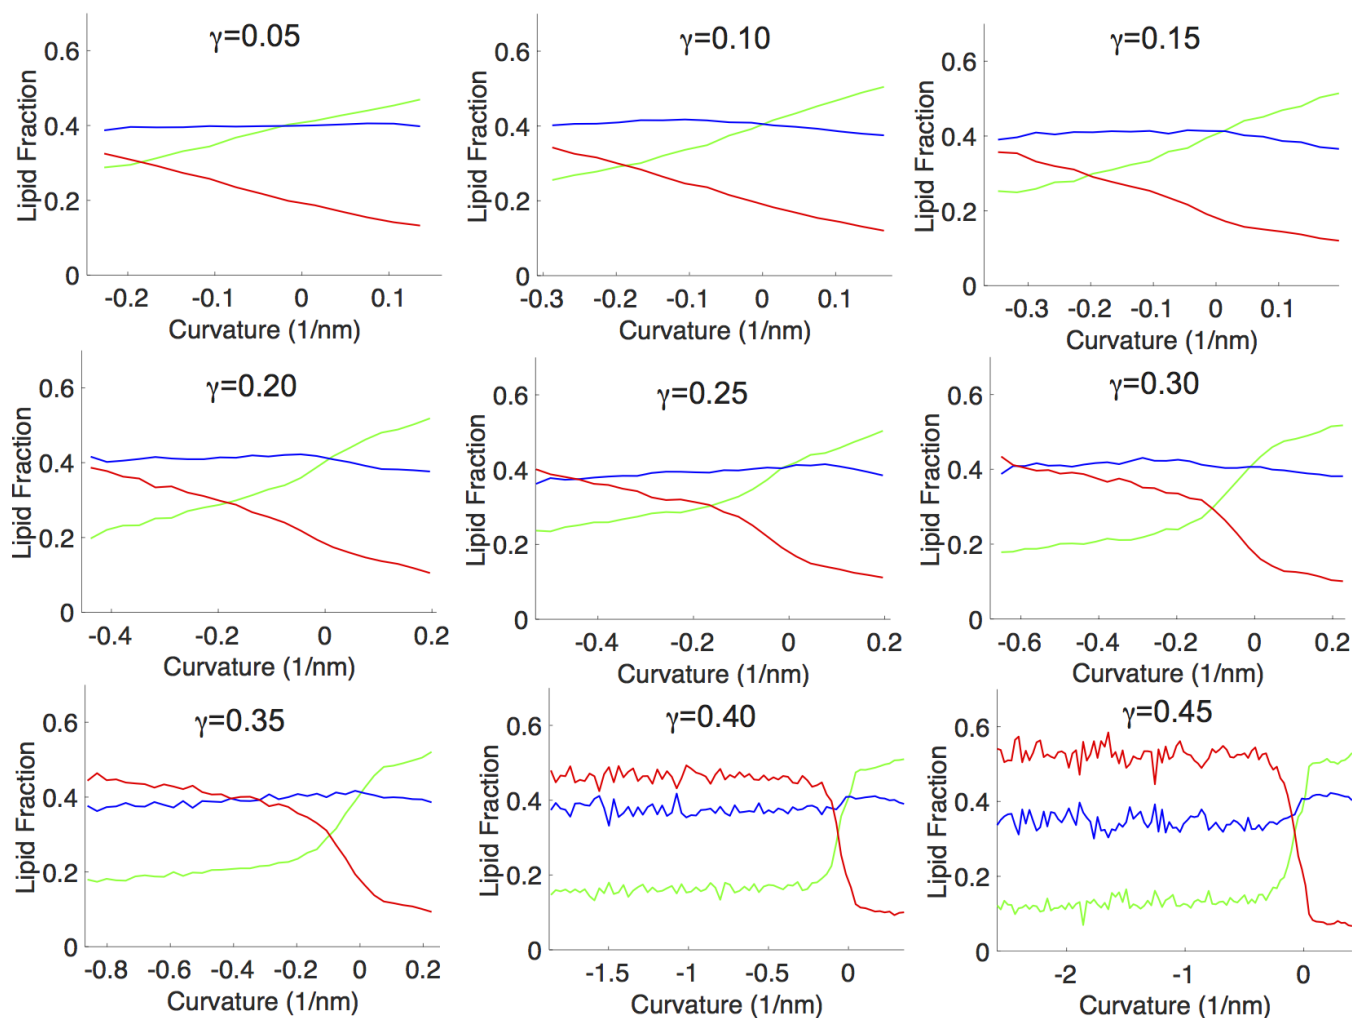 γ=0.05
Lipid Fraction
0.6
0.4
0.2
0
-0.2 -0.1 0 0.1
Curvature (1/nm)
γ=0.10
Lipid Fraction
0.6
0.4
0.2
0
-0.3 -0.2 -0.1 0 0.1
Curvature (1/nm)
γ=0.15
Lipid Fraction
0.6
0.4
0.2
0
-0.3 -0.2 -0.1 0 0.1
Curvature (1/nm)
γ=0.20
Lipid Fraction
0.6
0.4
0.2
0
-0.4 -0.2 0 0.2
Curvature (1/nm)
γ=0.25
Lipid Fraction
0.6
0.4
0.2
0
-0.4 -0.2 0 0.2
Curvature (1/nm)
γ=0.30
Lipid Fraction
0.6
0.4
0.2
0
-0.6 -0.4 -0.2 0 0.2
Curvature (1/nm)
γ=0.35
Lipid Fraction
0.6
0.4
0.2
0
-0.8 -0.6 -0.4 -0.2 0 0.2
Curvature (1/nm)
γ=0.40
Lipid Fraction
0.6
0.4
0.2
0
-1.5 -1 -0.5 0
Curvature (1/nm)
γ=0.45
Lipid Fraction
0.6
0.4
0.2
0
-2 -1 0
Curvature (1/nm)